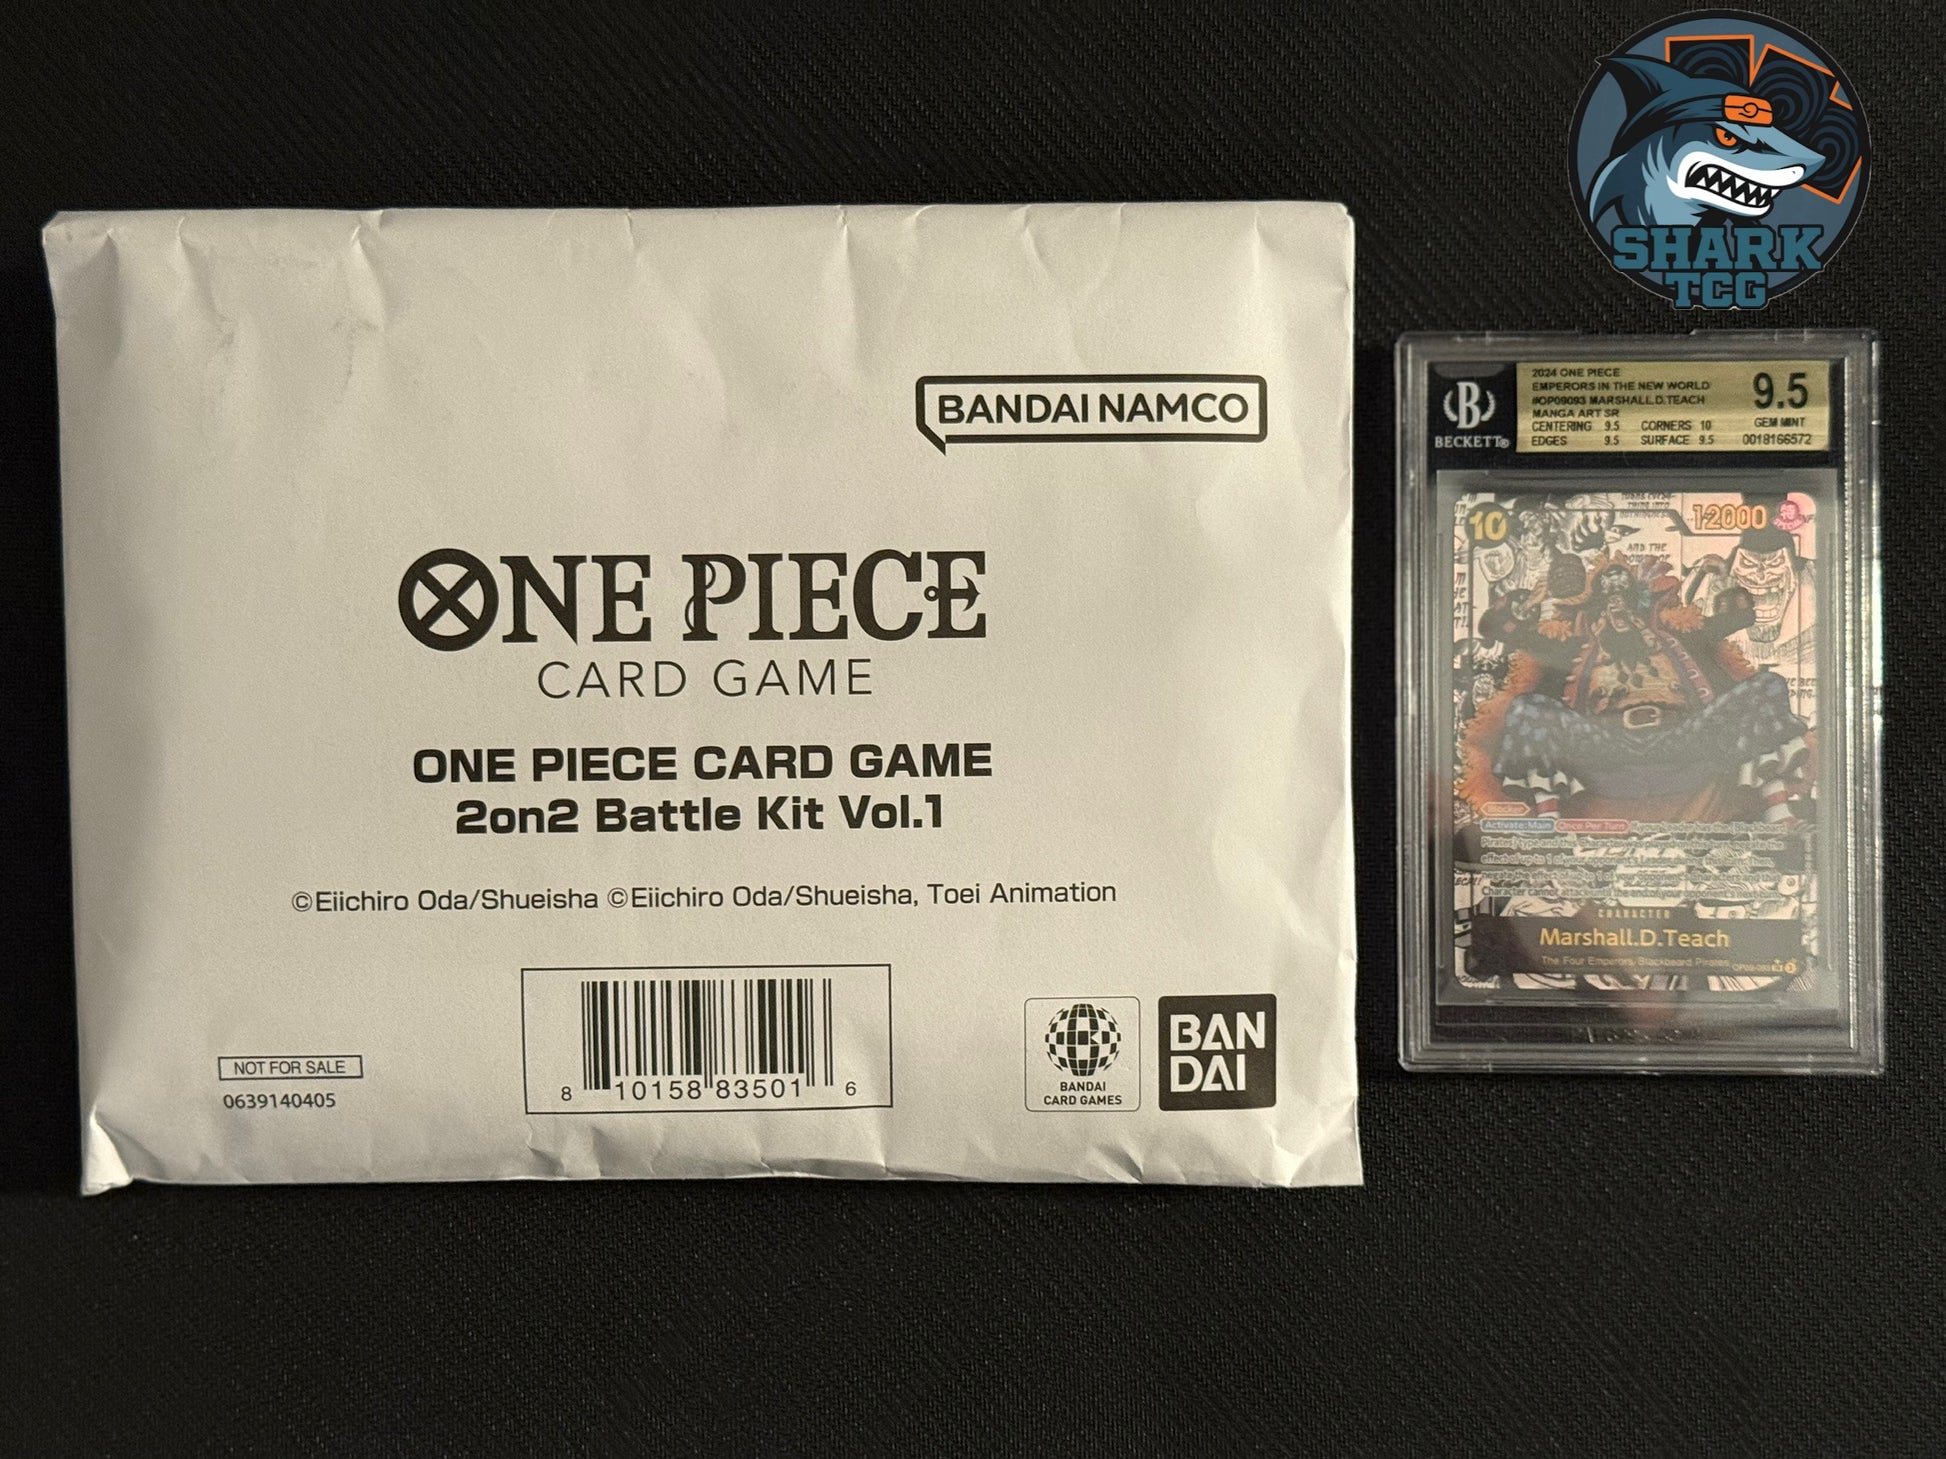 SHARK
TCG
BANDAI NAMCO
ONE PIECE
CARD GAME
ONE PIECE CARD GAME
2on2 Battle Kit Vol.1
©Eiichiro Oda/Shueisha ©Eiichiro Oda/Shueisha, Toei Animation
NOT FOR SALE
0639140405
8 10158 83501 6
BANDAI
CARD GAMES
BAN
DAI
BECKETT®
2024 ONE PIECE
EMPERORS IN THE NEW WORLD
#OP09093 MARSHALL.D.TEACH
MANGA ART SR
CENTERING 9.5 CORNERS 10
EDGES 9.5 SURFACE 9.5
9.5
GEM MINT
0018166572
10
12000
AND THE
Blocker
Activate: Main Once Per Turn
CHARACTER
Marshall.D.Teach
The Four Emperors/Blackbeard Pirates